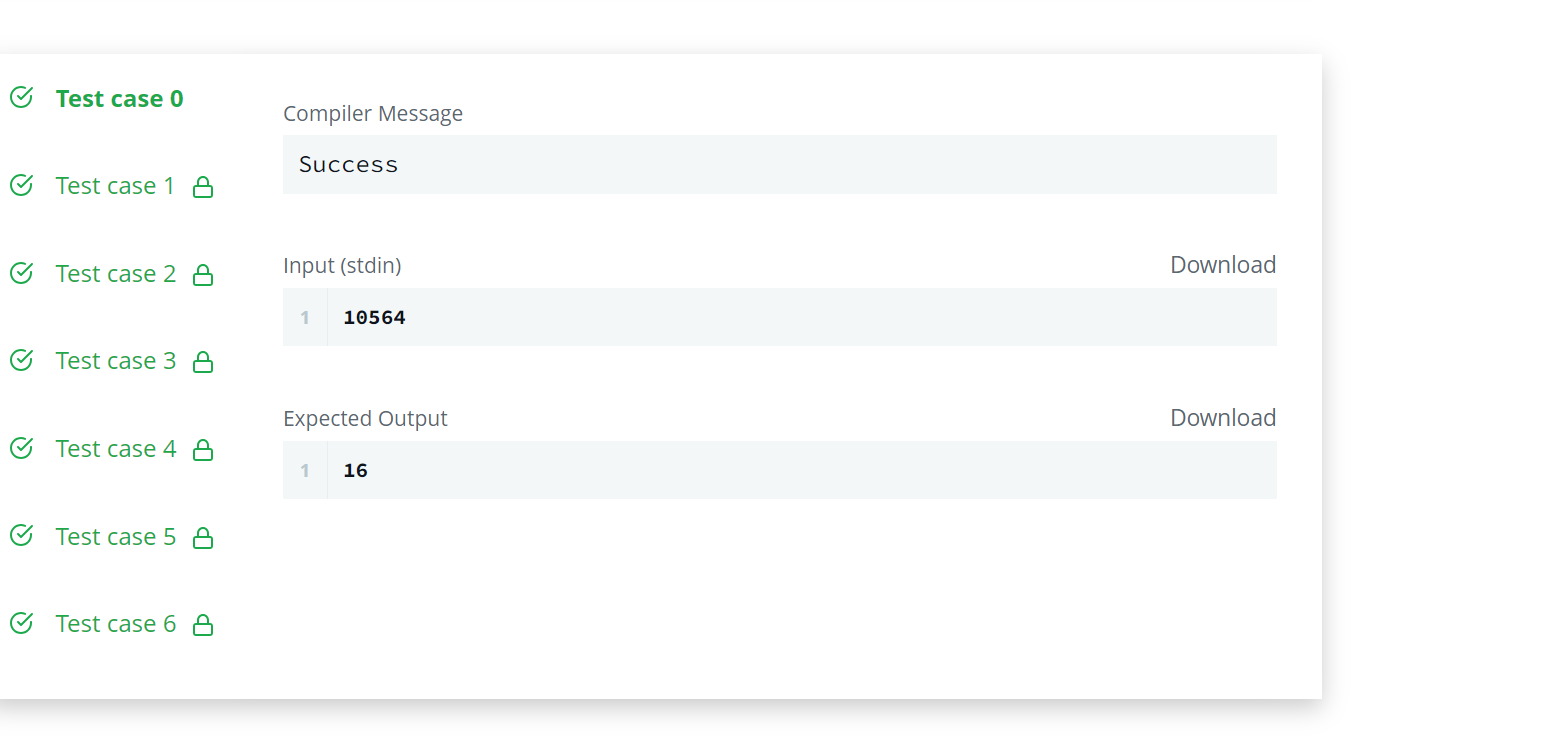 Test case 0
Test case 1
Test case 2
Test case 3
Test case 4
Test case 5
Test case 6
Compiler Message
Success
Input (stdin)
Download
1 10564
Expected Output
Download
1 16